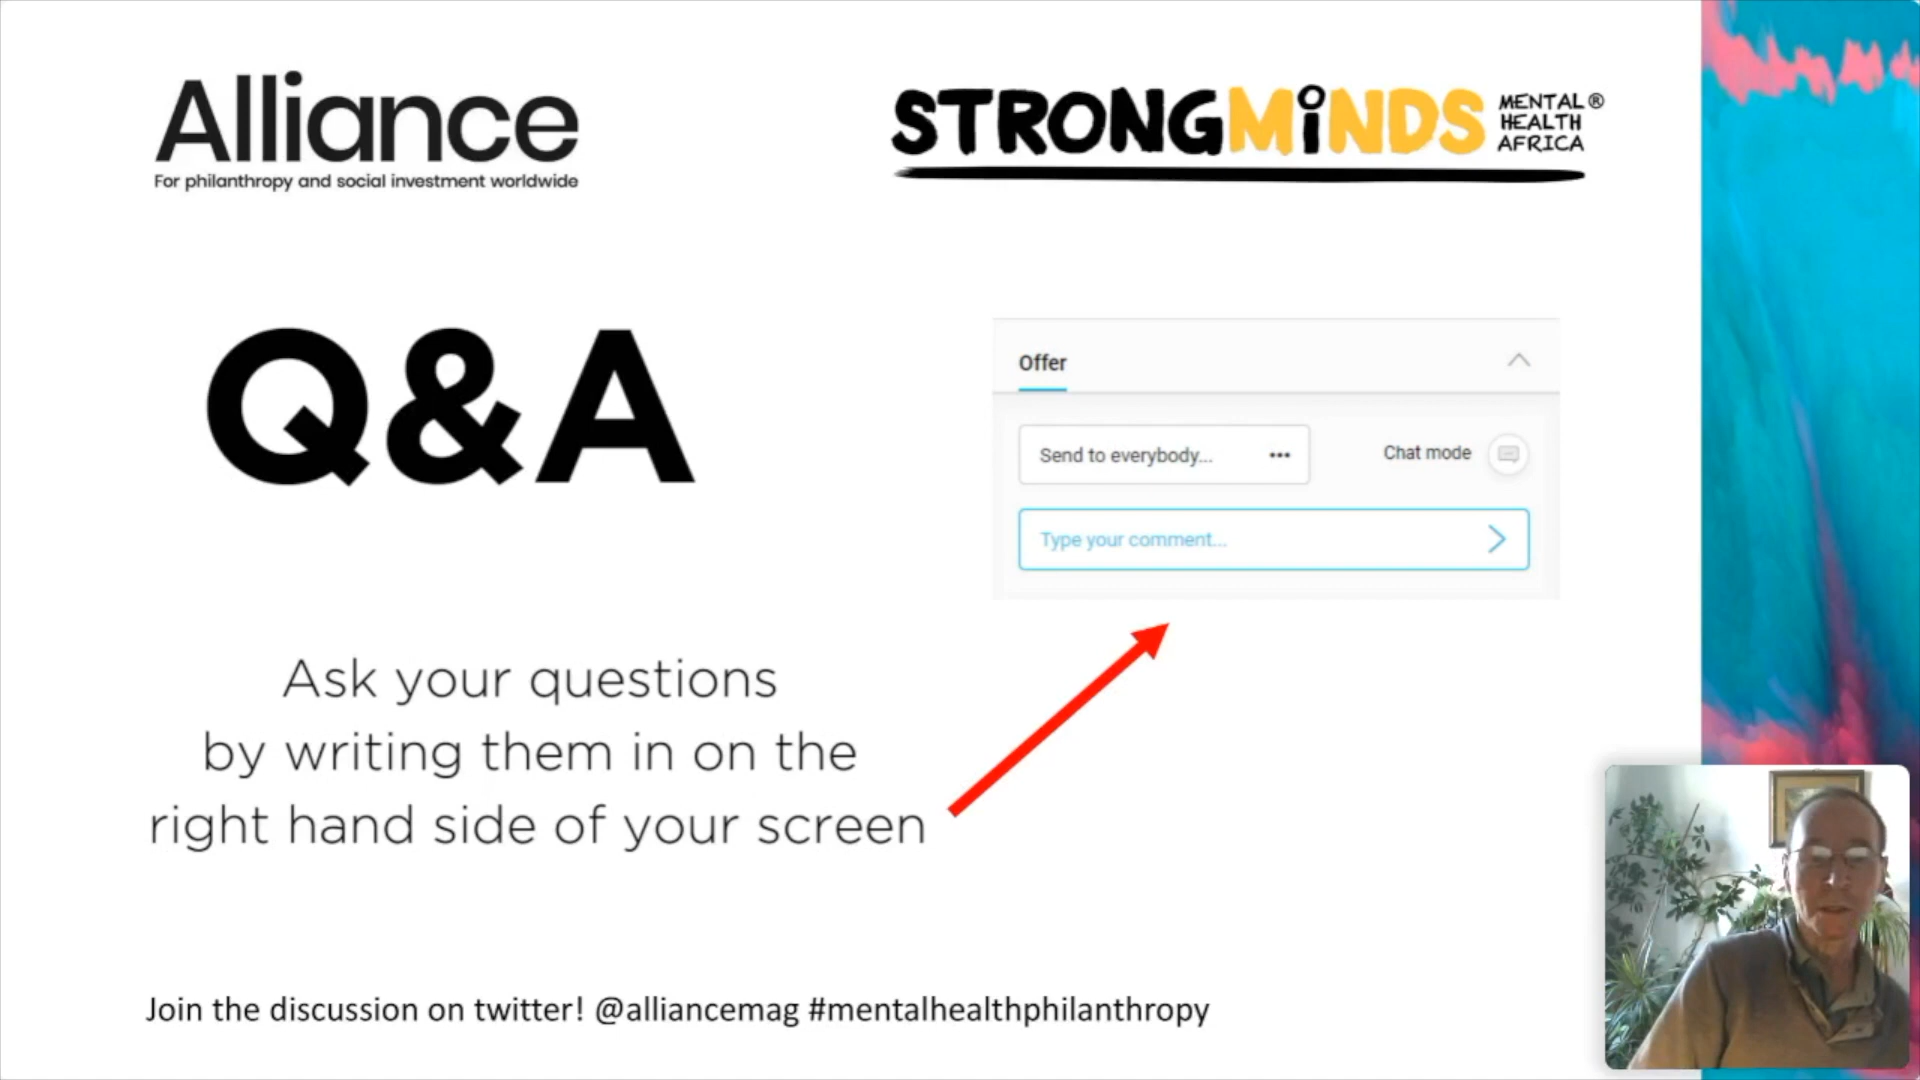 Alliance
For philanthropy and social investment worldwide
STRONGMiNDS
MENTAL®
HEALTH
AFRICA
Q&A
Offer
Send to everybody... •••
Chat mode
Type your comment...
Ask your questions
by writing them in on the
right hand side of your screen
Join the discussion on twitter! @alliancemag #mentalhealthphilanthropy